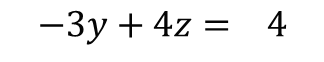 −3y + 4z = 4